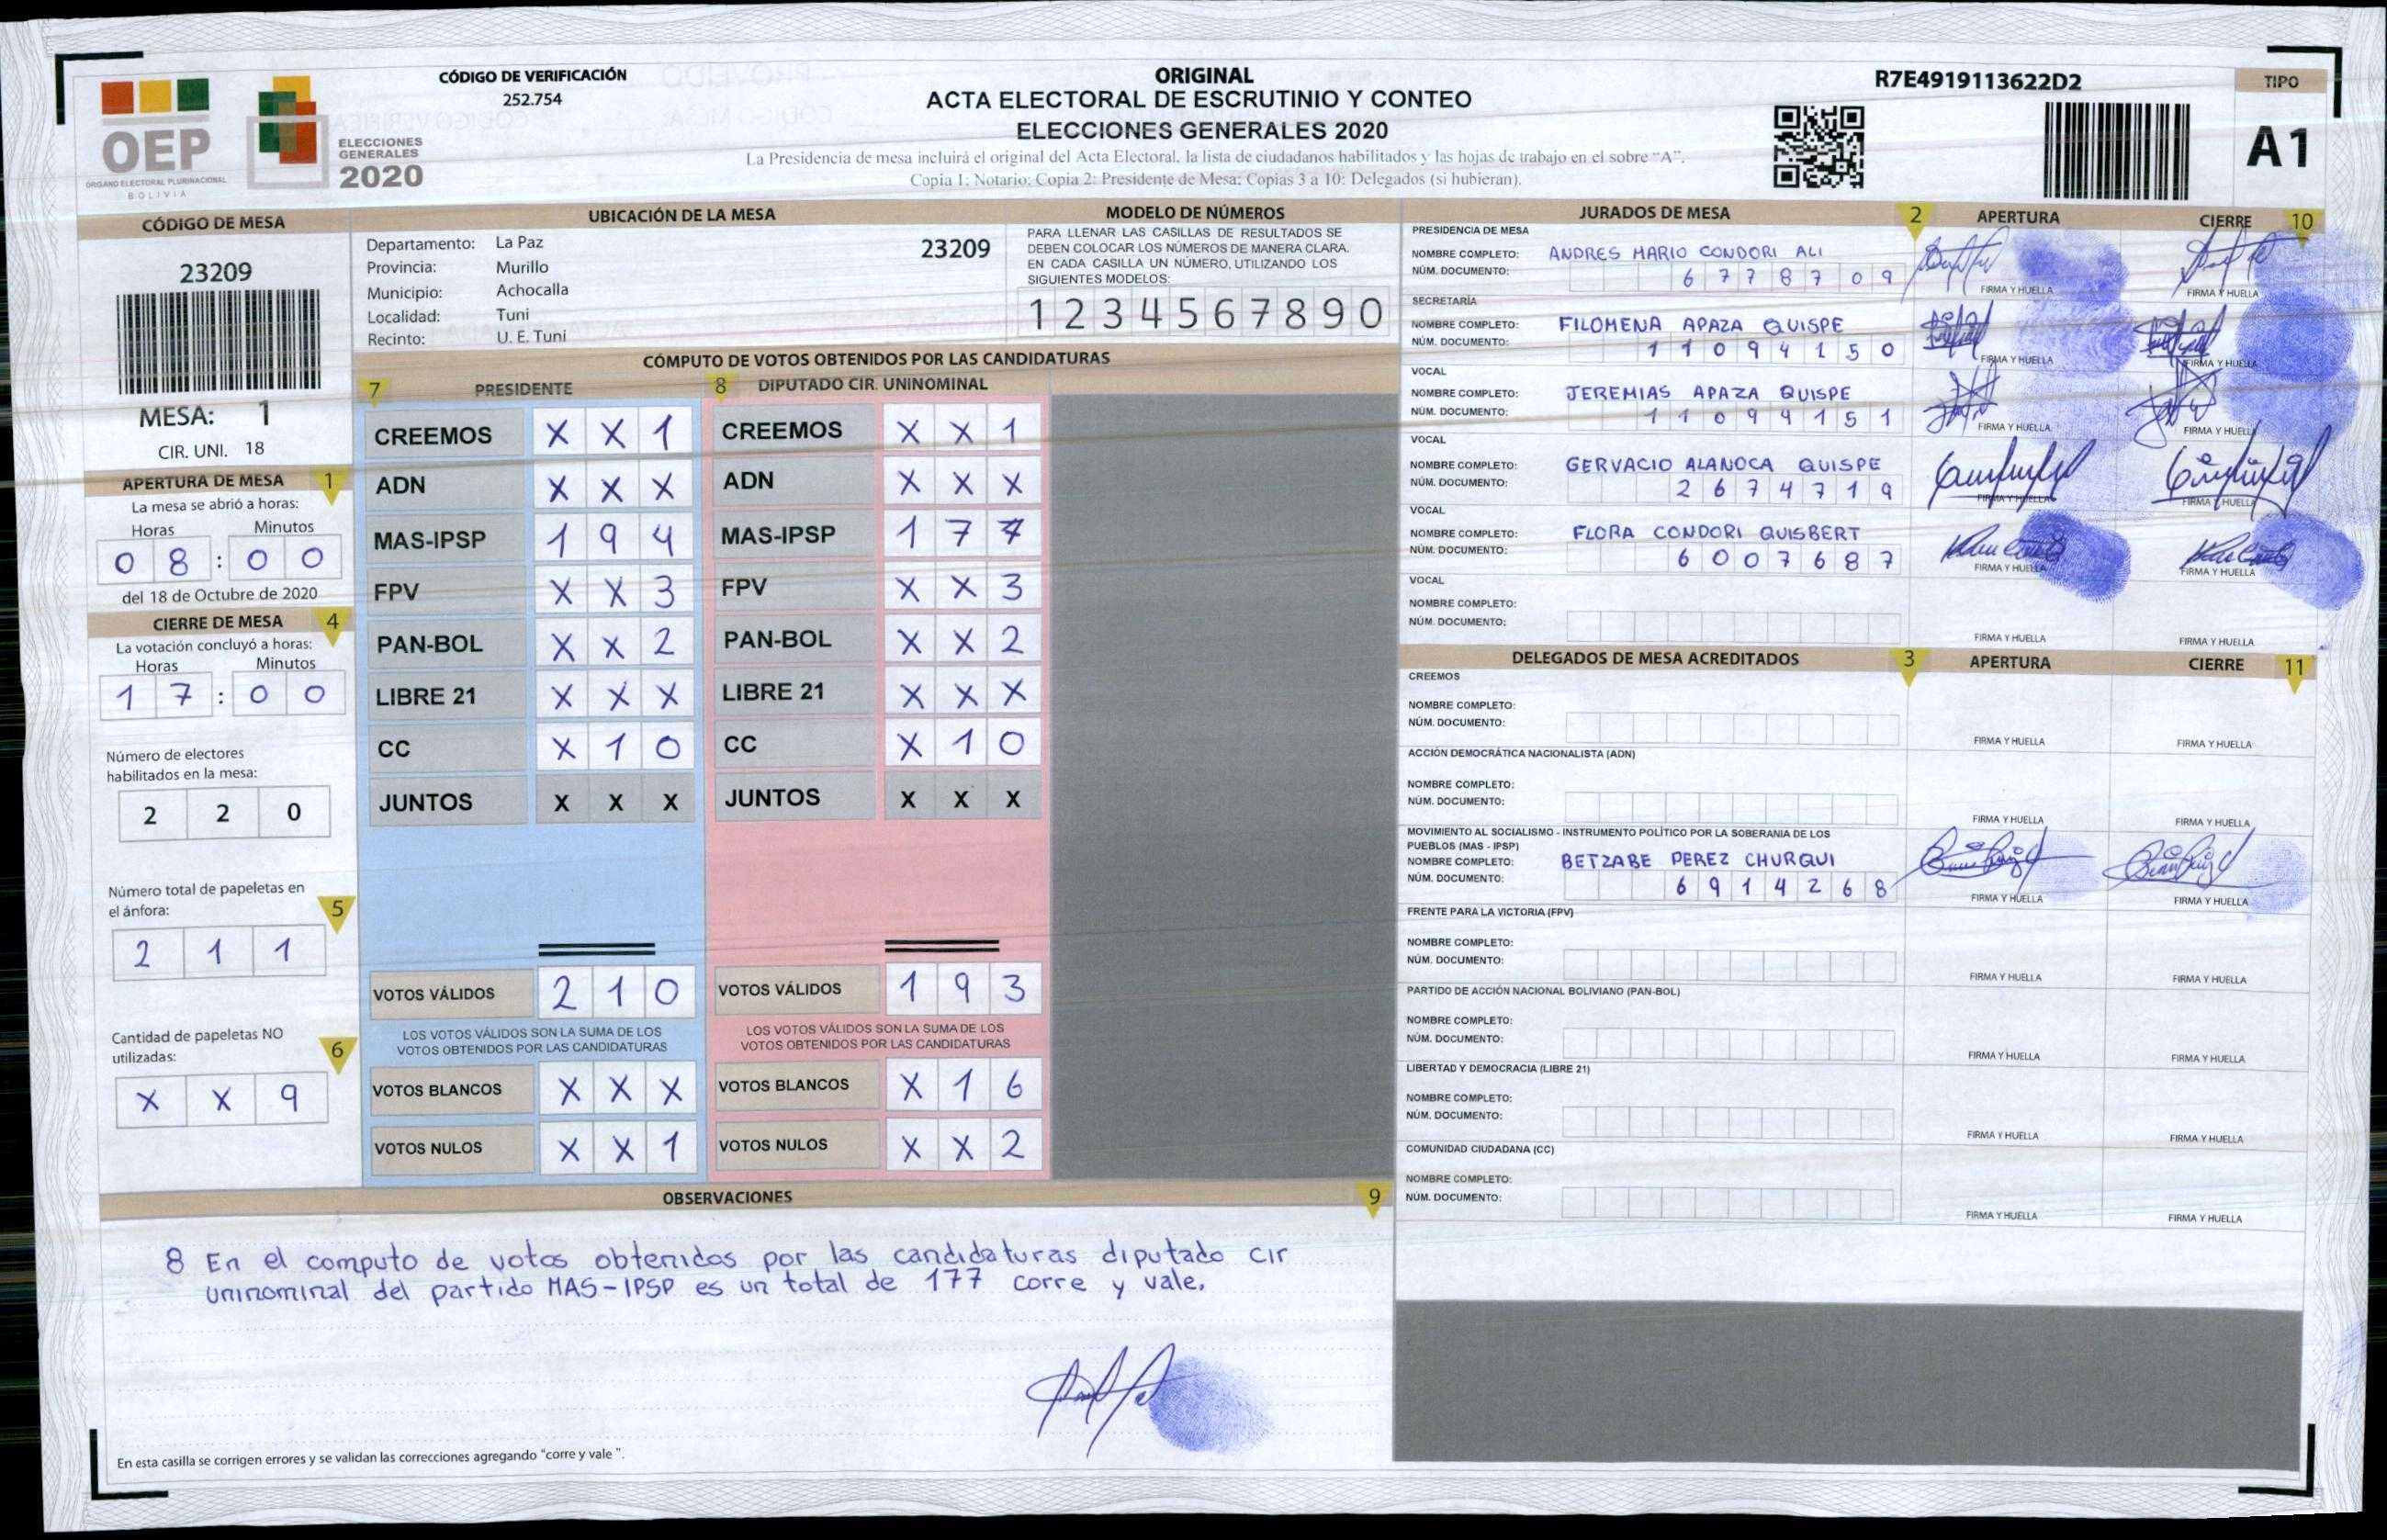 CÓDIGO DE VERIFICACIÓN
252.754
OEP
ÓRGANO ELECTORAL PLURINACIONAL
BOLIVIA
ELECCIONES
GENERALES
2020
ORIGINAL
ACTA ELECTORAL DE ESCRUTINIO Y CONTEO
ELECCIONES GENERALES 2020
La Presidencia de mesa incluirá el original del Acta Electoral, la lista de ciudadanos habilitados y las hojas de trabajo en el sobre "A".
Copia 1: Notario; Copia 2: Presidente de Mesa; Copias 3 a 10: Delegados (si hubieran).
R7E4919113622D2
TIPO
A1
CÓDIGO DE MESA
23209
MESA: 1
CIR. UNI. 18
APERTURA DE MESA 1
La mesa se abrió a horas:
Horas Minutos
0 8 : 0 0
del 18 de Octubre de 2020
CIERRE DE MESA 4
La votación concluyó a horas:
Horas Minutos
1 7 : 0 0
Número de electores
habilitados en la mesa:
2 2 0
Número total de papeletas en
el ánfora:
5
2 1 1
Cantidad de papeletas NO
utilizadas:
6
X X 9
UBICACIÓN DE LA MESA
Departamento: La Paz
23209
Provincia: Murillo
Municipio: Achocalla
Localidad: Tuni
Recinto: U. E. Tuni
MODELO DE NÚMEROS
PARA LLENAR LAS CASILLAS DE RESULTADOS SE
DEBEN COLOCAR LOS NÚMEROS DE MANERA CLARA.
EN CADA CASILLA UN NÚMERO, UTILIZANDO LOS
SIGUIENTES MODELOS:
1 2 3 4 5 6 7 8 9 0
CÓMPUTO DE VOTOS OBTENIDOS POR LAS CANDIDATURAS
7 PRESIDENTE
CREEMOS X X 1
ADN X X X
MAS-IPSP 1 9 4
FPV X X 3
PAN-BOL X X 2
LIBRE 21 X X X
CC X 1 0
JUNTOS X X X
VOTOS VÁLIDOS 2 1 0
LOS VOTOS VÁLIDOS SON LA SUMA DE LOS
VOTOS OBTENIDOS POR LAS CANDIDATURAS
VOTOS BLANCOS X X X
VOTOS NULOS X X 1
8 DIPUTADO CIR. UNINOMINAL
CREEMOS X X 1
ADN X X X
MAS-IPSP 1 7 7
FPV X X 3
PAN-BOL X X 2
LIBRE 21 X X X
CC X 1 0
JUNTOS X X X
VOTOS VÁLIDOS 1 9 3
LOS VOTOS VÁLIDOS SON LA SUMA DE LOS
VOTOS OBTENIDOS POR LAS CANDIDATURAS
VOTOS BLANCOS X 1 6
VOTOS NULOS X X 2
JURADOS DE MESA 2 APERTURA CIERRE 10
PRESIDENCIA DE MESA
NOMBRE COMPLETO: ANDRES MARIO CONDORI ALI
NÚM. DOCUMENTO: 6 7 7 8 7 0 9
FIRMA Y HUELLA FIRMA Y HUELLA
SECRETARÍA
NOMBRE COMPLETO: FILOMENA APAZA QUISPE
NÚM. DOCUMENTO: 1 1 0 9 4 1 5 0
FIRMA Y HUELLA FIRMA Y HUELLA
VOCAL
NOMBRE COMPLETO: JEREMIAS APAZA QUISPE
NÚM. DOCUMENTO: 1 1 0 9 4 1 5 1
FIRMA Y HUELLA FIRMA Y HUELLA
VOCAL
NOMBRE COMPLETO: GERVACIO ALANOCA QUISPE
NÚM. DOCUMENTO: 2 6 7 4 7 1 9
FIRMA Y HUELLA FIRMA Y HUELLA
VOCAL
NOMBRE COMPLETO: FLORA CONDORI QUISBERT
NÚM. DOCUMENTO: 6 0 0 7 6 8 7
FIRMA Y HUELLA FIRMA Y HUELLA
VOCAL
NOMBRE COMPLETO:
NÚM. DOCUMENTO:
FIRMA Y HUELLA FIRMA Y HUELLA
DELEGADOS DE MESA ACREDITADOS 3 APERTURA CIERRE 11
CREEMOS
NOMBRE COMPLETO:
NÚM. DOCUMENTO:
FIRMA Y HUELLA FIRMA Y HUELLA
ACCIÓN DEMOCRÁTICA NACIONALISTA (ADN)
NOMBRE COMPLETO:
NÚM. DOCUMENTO:
FIRMA Y HUELLA FIRMA Y HUELLA
MOVIMIENTO AL SOCIALISMO - INSTRUMENTO POLÍTICO POR LA SOBERANIA DE LOS
PUEBLOS (MAS - IPSP)
NOMBRE COMPLETO: BETZABE PEREZ CHURQUI
NÚM. DOCUMENTO: 6 9 1 4 2 6 8
FIRMA Y HUELLA FIRMA Y HUELLA
FRENTE PARA LA VICTORIA (FPV)
NOMBRE COMPLETO:
NÚM. DOCUMENTO:
FIRMA Y HUELLA FIRMA Y HUELLA
PARTIDO DE ACCIÓN NACIONAL BOLIVIANO (PAN-BOL)
NOMBRE COMPLETO:
NÚM. DOCUMENTO:
FIRMA Y HUELLA FIRMA Y HUELLA
LIBERTAD Y DEMOCRACIA (LIBRE 21)
NOMBRE COMPLETO:
NÚM. DOCUMENTO:
FIRMA Y HUELLA FIRMA Y HUELLA
COMUNIDAD CIUDADANA (CC)
NOMBRE COMPLETO:
NÚM. DOCUMENTO:
FIRMA Y HUELLA FIRMA Y HUELLA
OBSERVACIONES 9
8 En el computo de votos obtenidos por las candidaturas diputado cir
uninominal del partido MAS-IPSP es un total de 177 corre y vale.
En esta casilla se corrigen errores y se validan las correcciones agregando "corre y vale ".